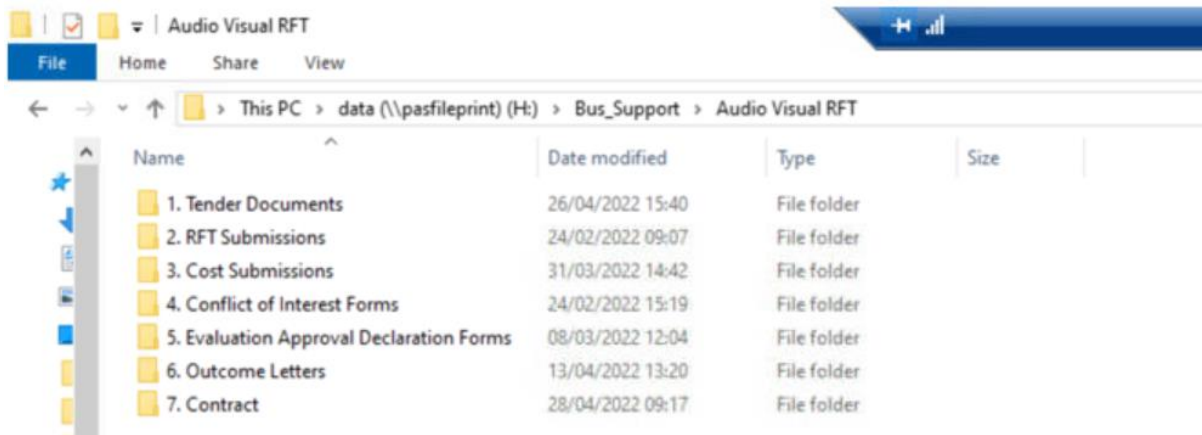 Audio Visual RFT
File Home Share View
This PC > data (\\pasfileprint) (H:) > Bus_Support > Audio Visual RFT
Name Date modified Type Size
1. Tender Documents 26/04/2022 15:40 File folder
2. RFT Submissions 24/02/2022 09:07 File folder
3. Cost Submissions 31/03/2022 14:42 File folder
4. Conflict of Interest Forms 24/02/2022 15:19 File folder
5. Evaluation Approval Declaration Forms 08/03/2022 12:04 File folder
6. Outcome Letters 13/04/2022 13:20 File folder
7. Contract 28/04/2022 09:17 File folder